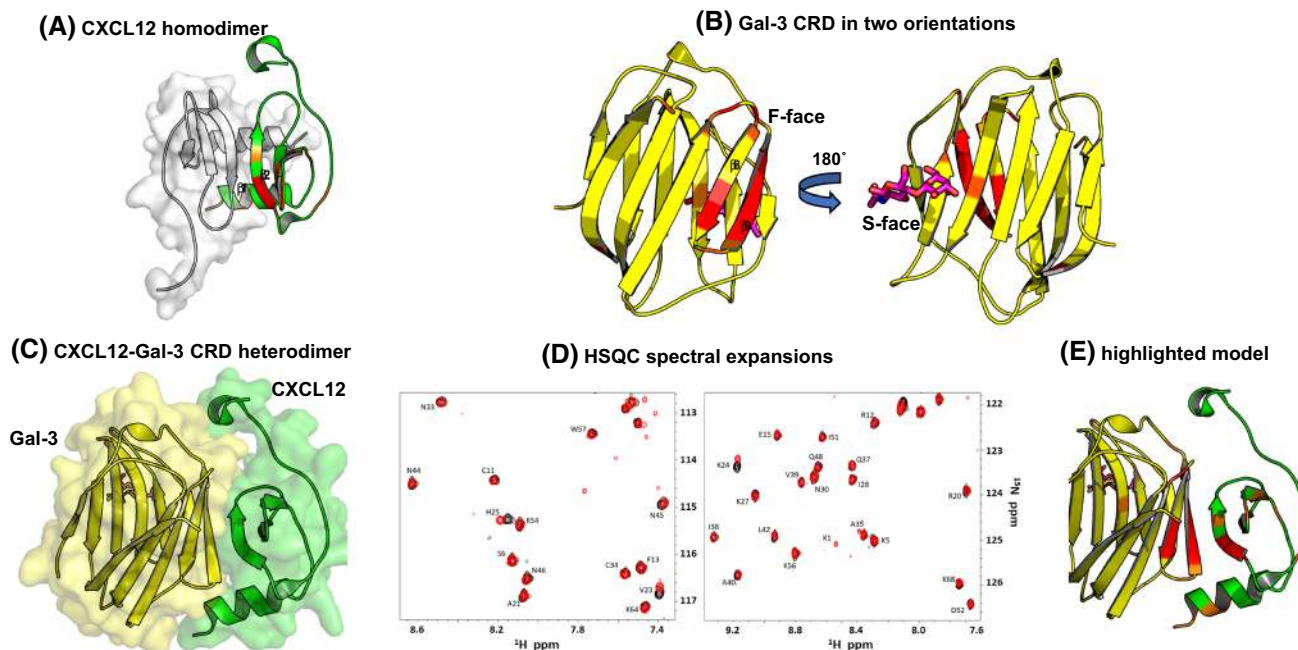 (A) CXCL12 homodimer
β1
β2
(B) Gal-3 CRD in two orientations
F-face
β8
180°
S-face
(C) CXCL12-Gal-3 CRD heterodimer
CXCL12
Gal-3
(D) HSQC spectral expansions
N33
W57
N44
C11
H25
K54
N45
S6
N46
C34
F13
A21
V23
K64
113
114
115
116
117
8.6
8.2
7.8
7.4
¹H ppm
R12
E15
I51
K24
Q48
Q37
V39
N30
I28
K27
R20
I38
L42
A35
K1
K5
K56
A40
K68
D52
122
123
124
125
126
¹⁵N ppm
9.2
8.8
8.4
8.0
7.6
¹H ppm
(E) highlighted model